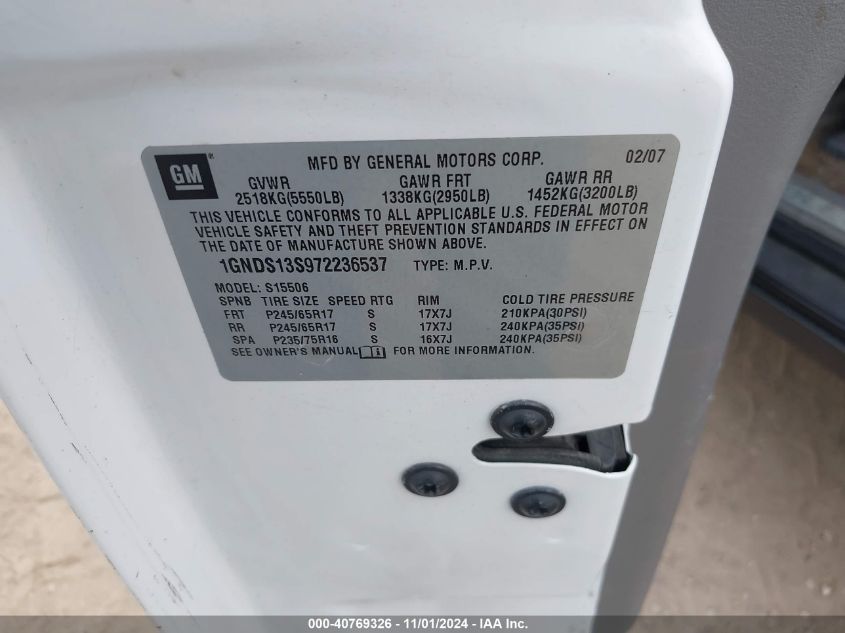 GM MFD BY GENERAL MOTORS CORP. 02/07
GVWR GAWR FRT GAWR RR
2518KG(5550LB) 1338KG(2950LB) 1452KG(3200LB)
THIS VEHICLE CONFORMS TO ALL APPLICABLE U.S. FEDERAL MOTOR
VEHICLE SAFETY AND THEFT PREVENTION STANDARDS IN EFFECT ON
THE DATE OF MANUFACTURE SHOWN ABOVE.
1GNDS13S972236537 TYPE: M.P.V.
MODEL: S15506
SPNB TIRE SIZE SPEED RTG RIM COLD TIRE PRESSURE
FRT P245/65R17 S 17X7J 210KPA(30PSI)
RR P245/65R17 S 17X7J 240KPA(35PSI)
SPA P235/75R16 S 16X7J 240KPA(35PSI)
SEE OWNER'S MANUAL FOR MORE INFORMATION.
000-40769326 - 11/01/2024 - IAA Inc.